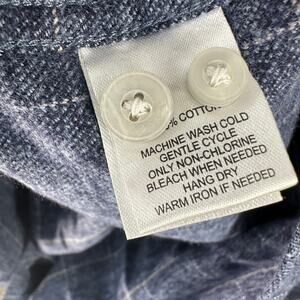 % COTTON
MACHINE WASH COLD
GENTLE CYCLE
ONLY NON-CHLORINE
BLEACH WHEN NEEDED
HANG DRY
WARM IRON IF NEEDED